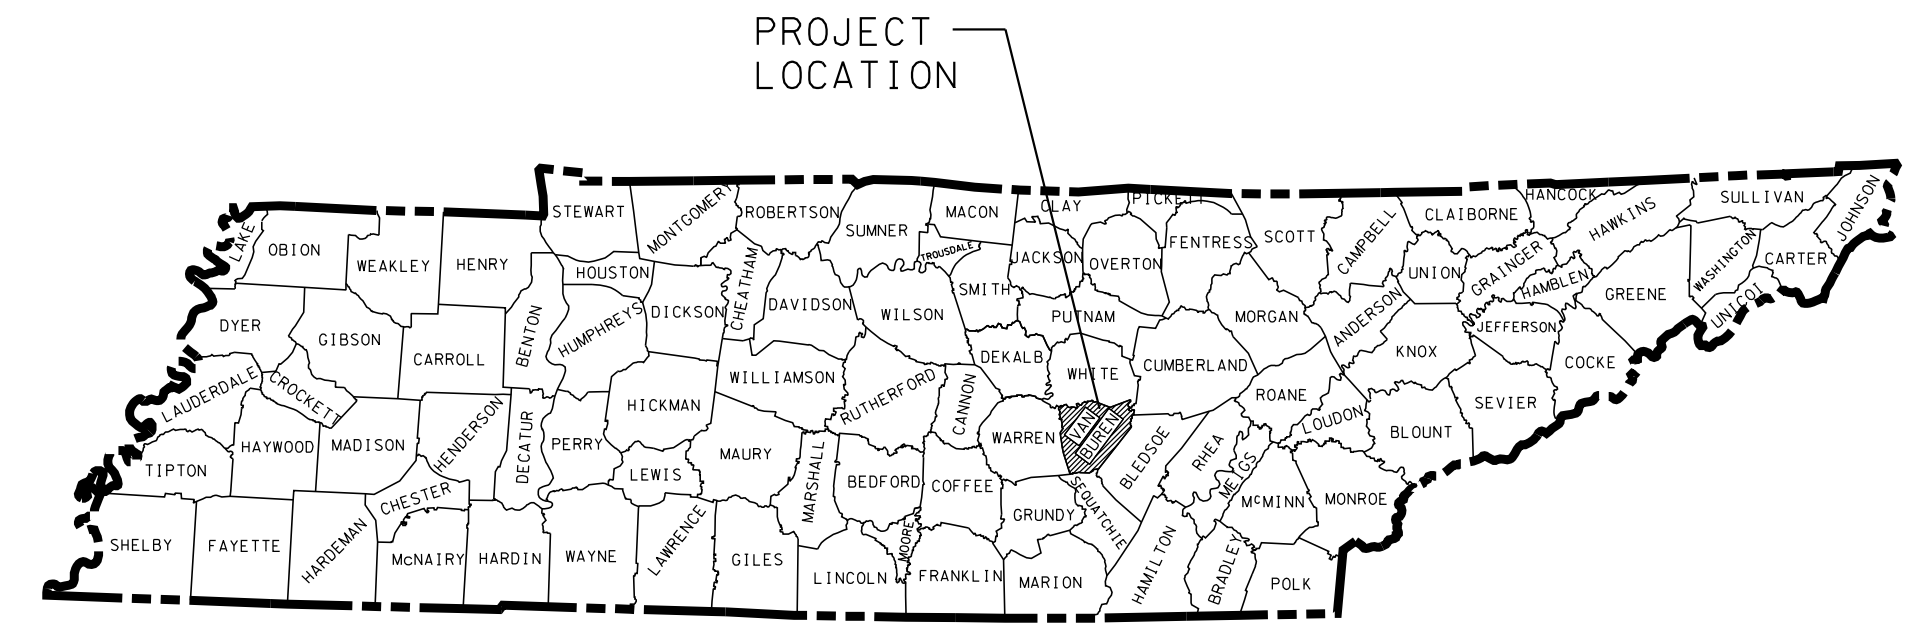 PROJECT
LOCATION
LAKE
OBION
WEAKLEY
HENRY
STEWART
MONTGOMERY
ROBERTSON
SUMNER
MACON
CLAY
PICKETT
FENTRESS
SCOTT
CAMPBELL
CLAIBORNE
HANCOCK
HAWKINS
SULLIVAN
JOHNSON
TROUSDALE
JACKSON
OVERTON
UNION
GRAINGER
HAMBLEN
GREENE
WASHINGTON
CARTER
UNICOI
HOUSTON
DICKSON
CHEATHAM
DAVIDSON
WILSON
SMITH
PUTNAM
MORGAN
ANDERSON
JEFFERSON
COCKE
DYER
GIBSON
CARROLL
BENTON
HUMPHREYS
WILLIAMSON
RUTHERFORD
CANNON
DEKALB
WHITE
CUMBERLAND
ROANE
KNOX
SEVIER
LAUDERDALE
CROCKETT
HAYWOOD
MADISON
HENDERSON
DECATUR
PERRY
HICKMAN
LEWIS
MAURY
MARSHALL
BEDFORD
COFFEE
WARREN
VAN
BUREN
BLEDSOE
RHEA
MEIGS
LOUDON
BLOUNT
TIPTON
CHESTER
GRUNDY
SEQUATCHIE
McMINN
MONROE
SHELBY
FAYETTE
HARDEMAN
McNAIRY
HARDIN
WAYNE
LAWRENCE
GILES
LINCOLN
MOORE
FRANKLIN
MARION
HAMILTON
BRADLEY
POLK